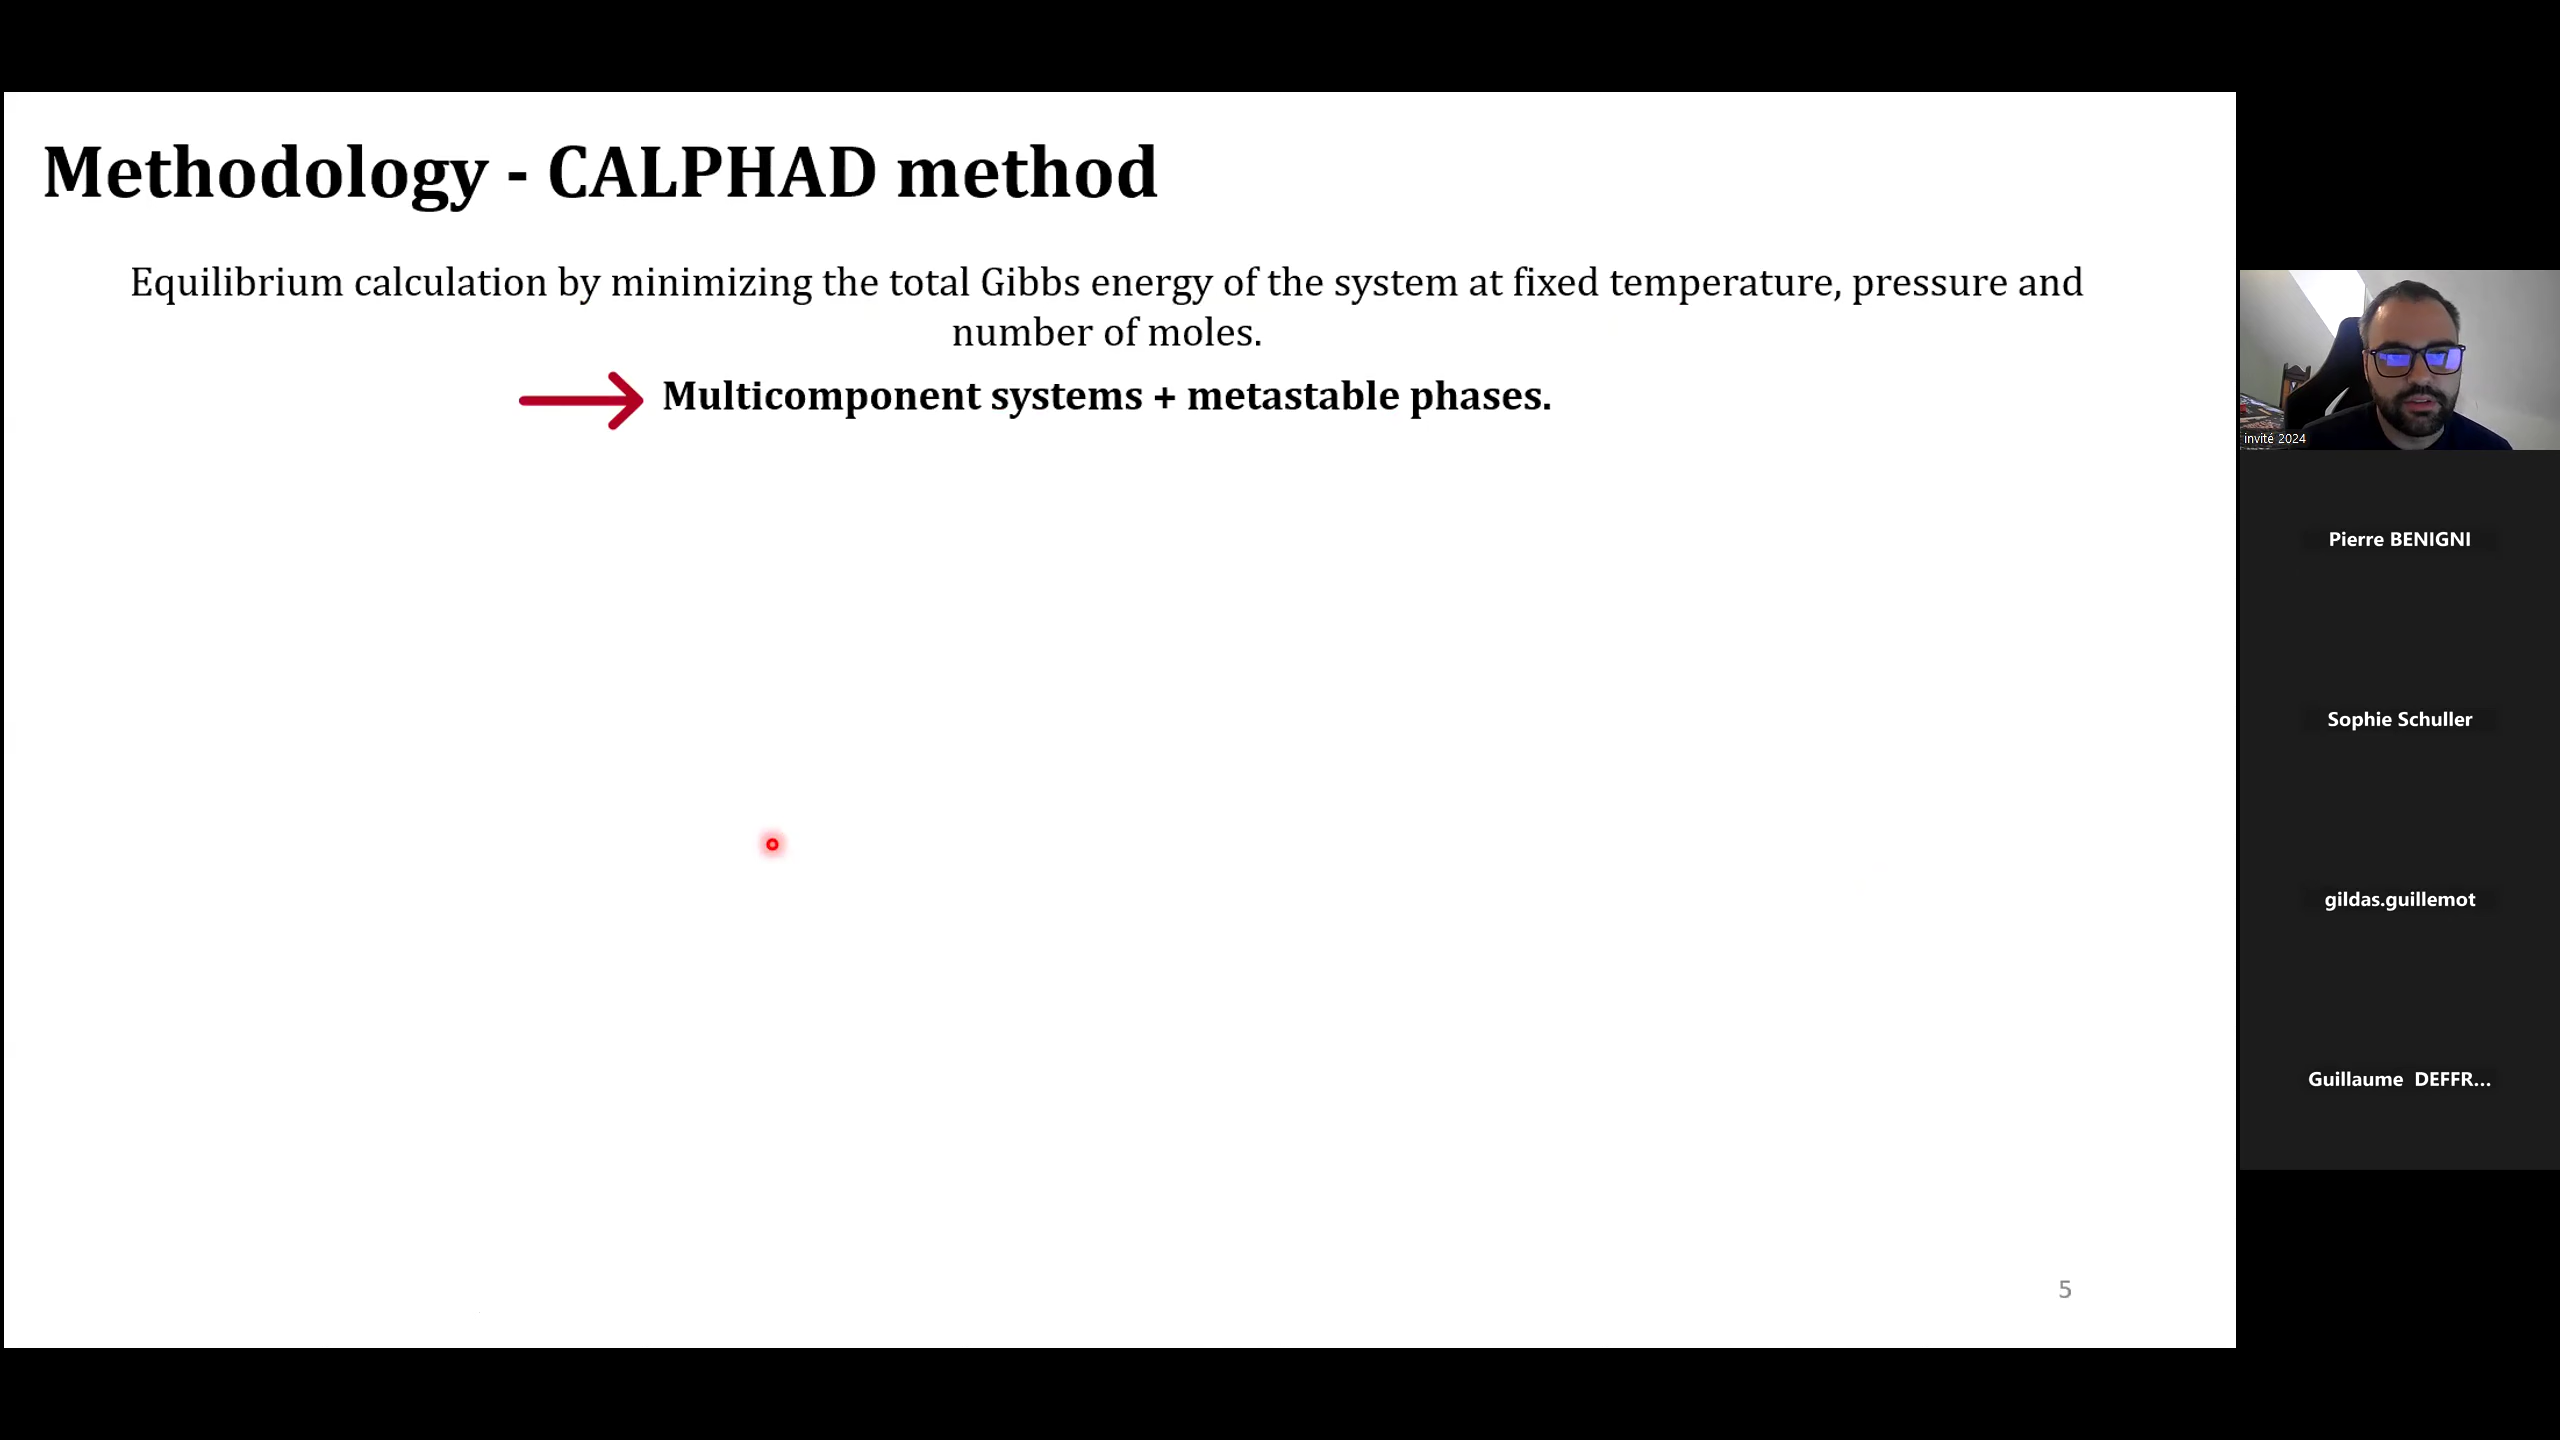 Methodology - CALPHAD method
Equilibrium calculation by minimizing the total Gibbs energy of the system at fixed temperature, pressure and
number of moles.
Multicomponent systems + metastable phases.
5
invité 2024
Pierre BENIGNI
Sophie Schuller
gildas.guillemot
Guillaume DEFFR...